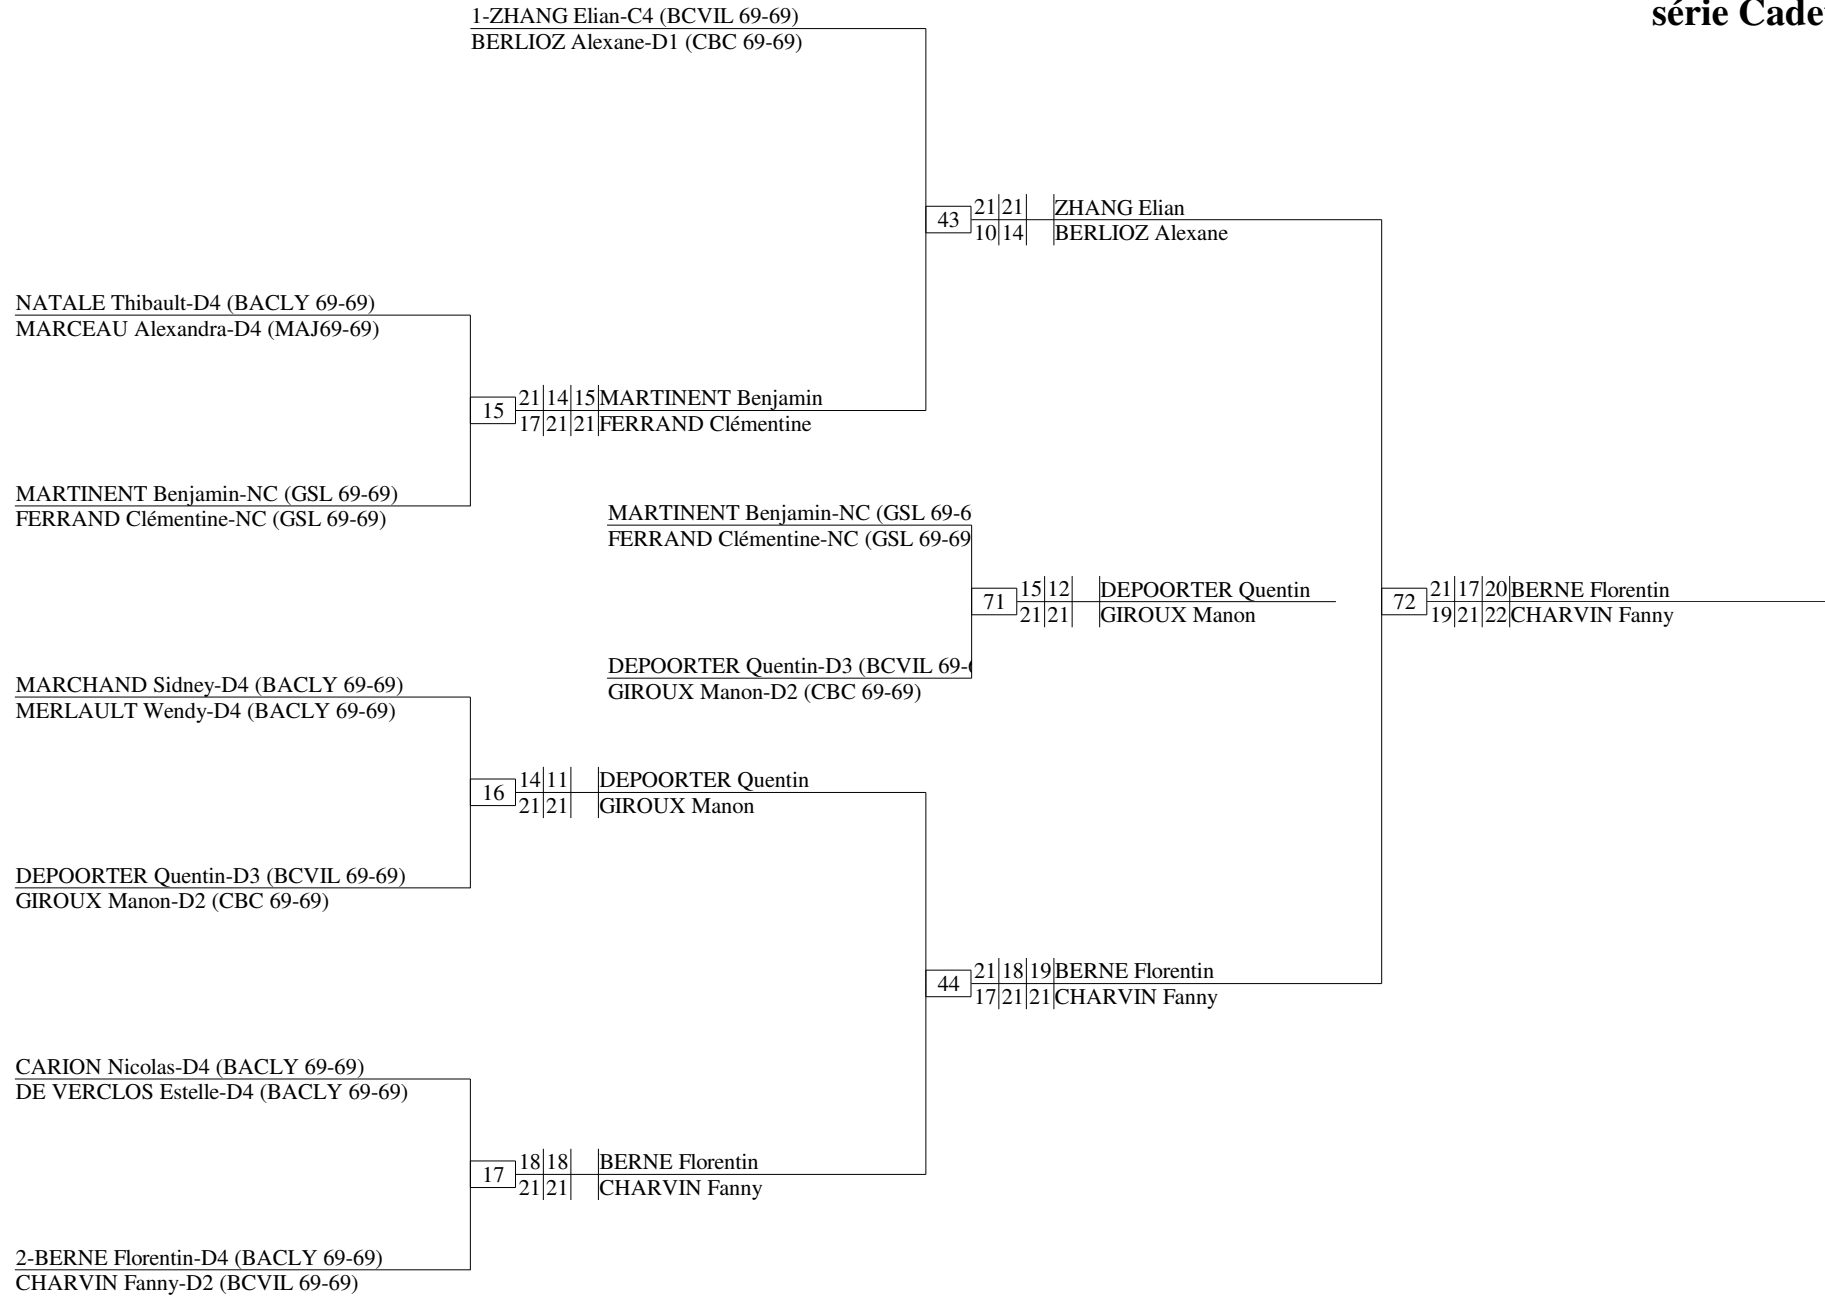 série Cade
1-ZHANG Elian-C4 (BCVIL 69-69)
BERLIOZ Alexane-D1 (CBC 69-69)
43 21 21 ZHANG Elian
10 14 BERLIOZ Alexane
NATALE Thibault-D4 (BACLY 69-69)
MARCEAU Alexandra-D4 (MAJ69-69)
15 21 14 15 MARTINENT Benjamin
17 21 21 FERRAND Clémentine
MARTINENT Benjamin-NC (GSL 69-69)
FERRAND Clémentine-NC (GSL 69-69)
MARTINENT Benjamin-NC (GSL 69-6
FERRAND Clémentine-NC (GSL 69-69
71 15 12 DEPOORTER Quentin
21 21 GIROUX Manon
72 21 17 20 BERNE Florentin
19 21 22 CHARVIN Fanny
DEPOORTER Quentin-D3 (BCVIL 69-
GIROUX Manon-D2 (CBC 69-69)
MARCHAND Sidney-D4 (BACLY 69-69)
MERLAULT Wendy-D4 (BACLY 69-69)
16 14 11 DEPOORTER Quentin
21 21 GIROUX Manon
DEPOORTER Quentin-D3 (BCVIL 69-69)
GIROUX Manon-D2 (CBC 69-69)
44 21 18 19 BERNE Florentin
17 21 21 CHARVIN Fanny
CARION Nicolas-D4 (BACLY 69-69)
DE VERCLOS Estelle-D4 (BACLY 69-69)
17 18 18 BERNE Florentin
21 21 CHARVIN Fanny
2-BERNE Florentin-D4 (BACLY 69-69)
CHARVIN Fanny-D2 (BCVIL 69-69)